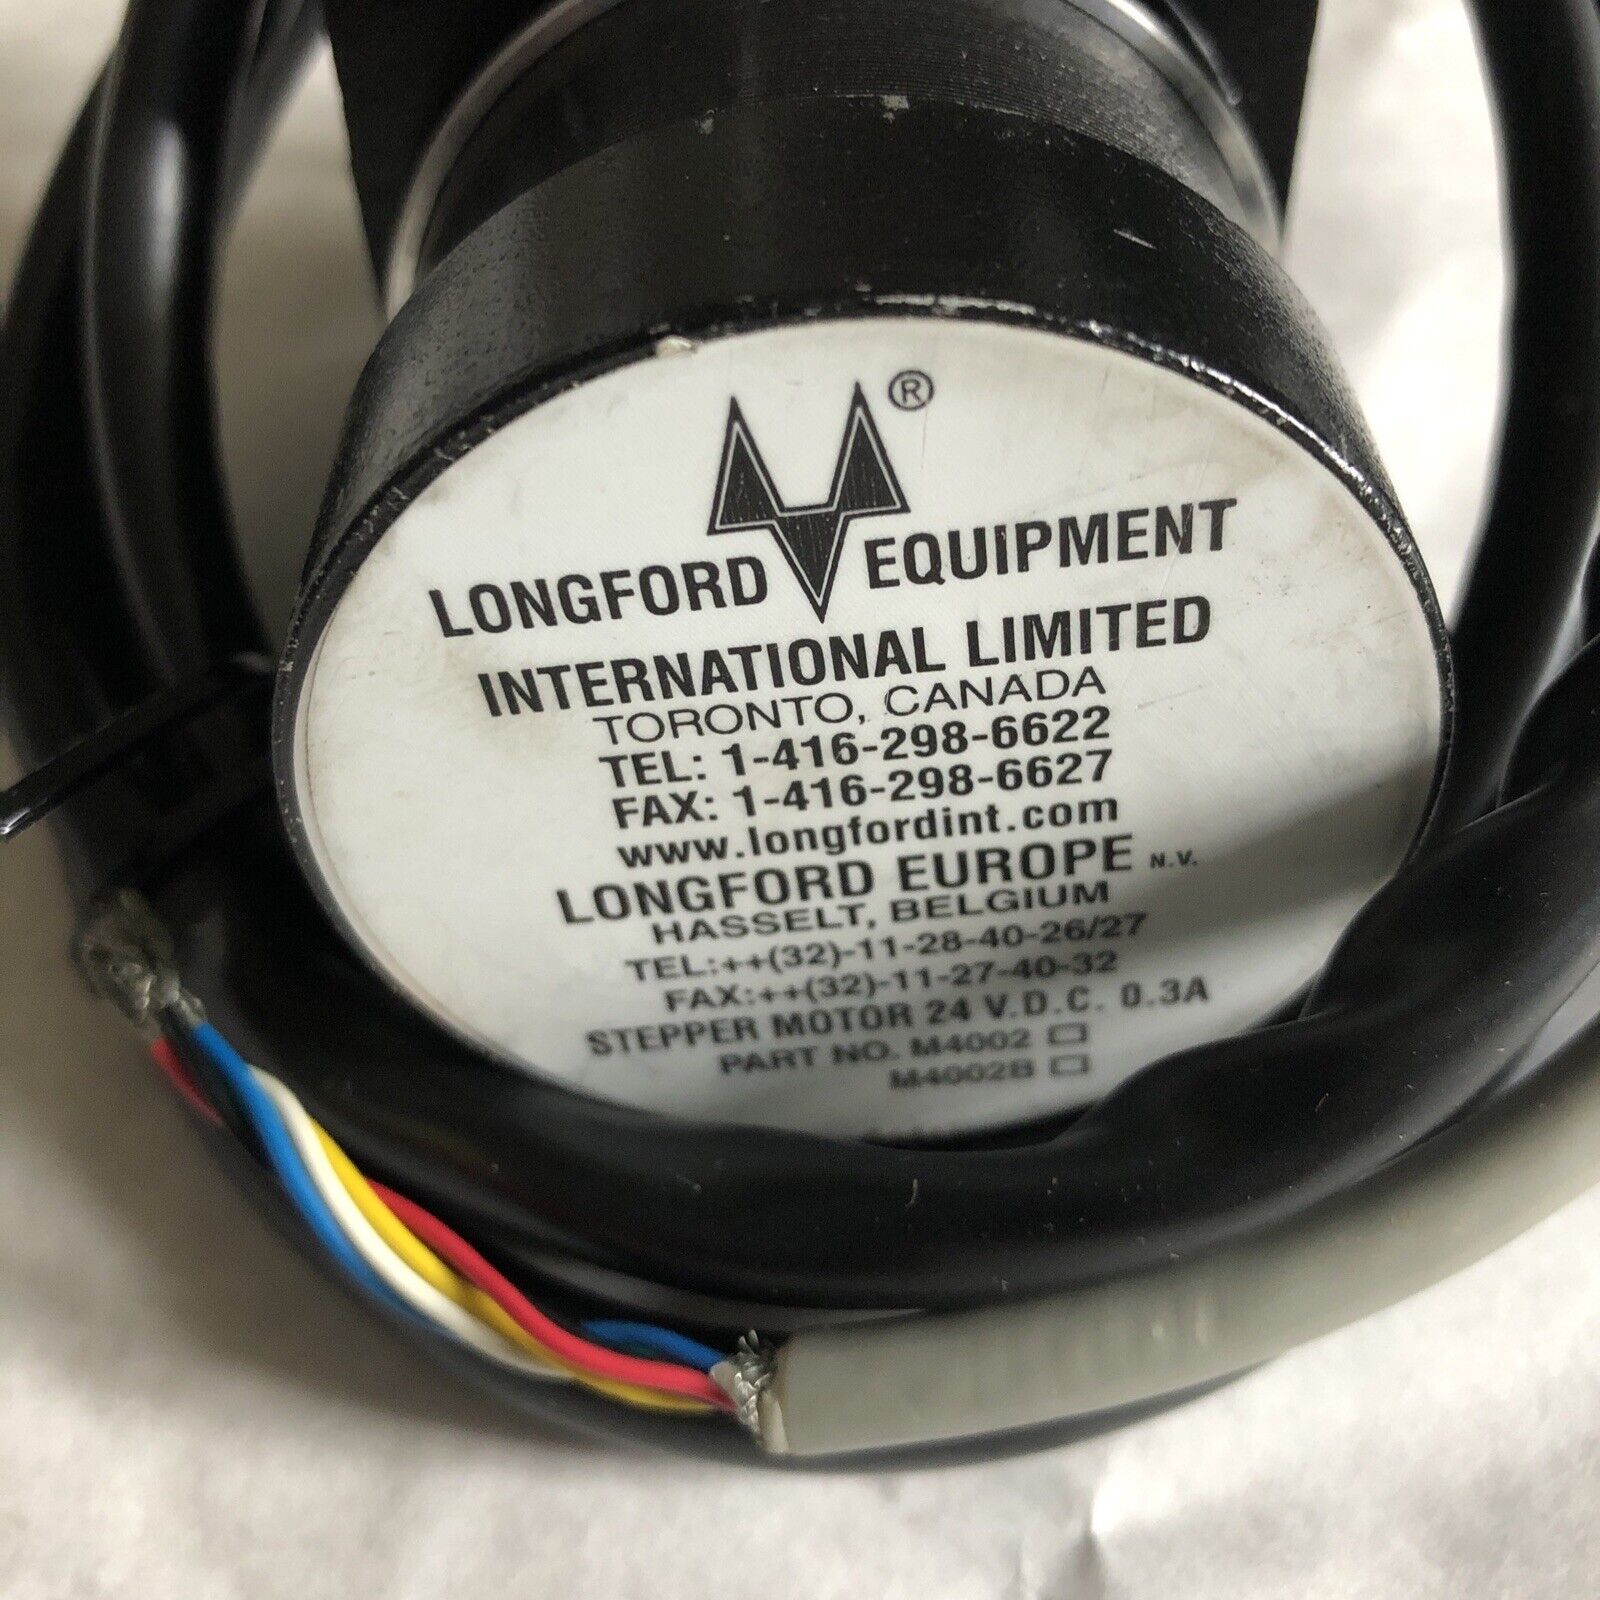 ®
LONGFORD EQUIPMENT
INTERNATIONAL LIMITED
TORONTO, CANADA
TEL: 1-416-298-6622
FAX: 1-416-298-6627
www.longfordint.com
LONGFORD EUROPE N.V.
HASSELT, BELGIUM
TEL:++(32)-11-28-40-26/27
FAX:++(32)-11-27-40-32
STEPPER MOTOR 24 V.D.C. 0.3A
PART NO. M4002 ☐
M4002B ☐